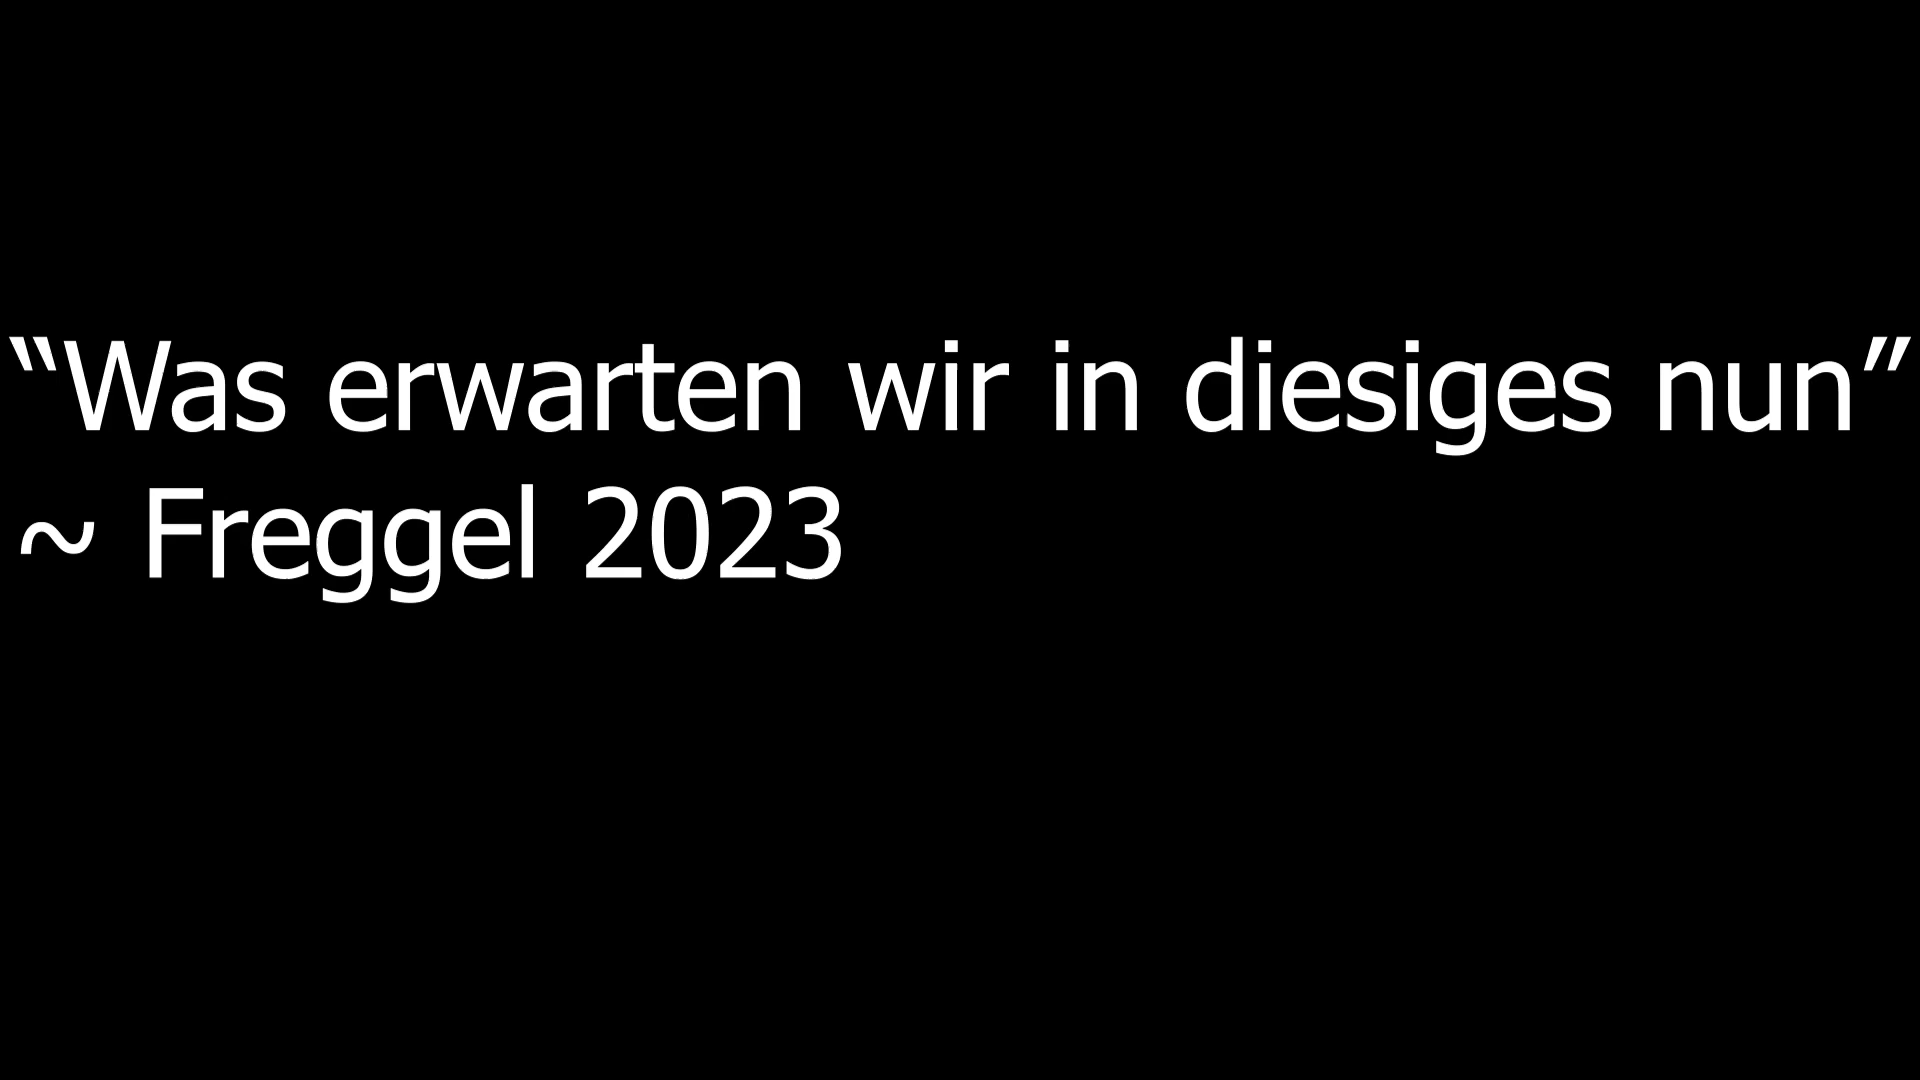 “Was erwarten wir in diesiges nun”
~ Freggel 2023